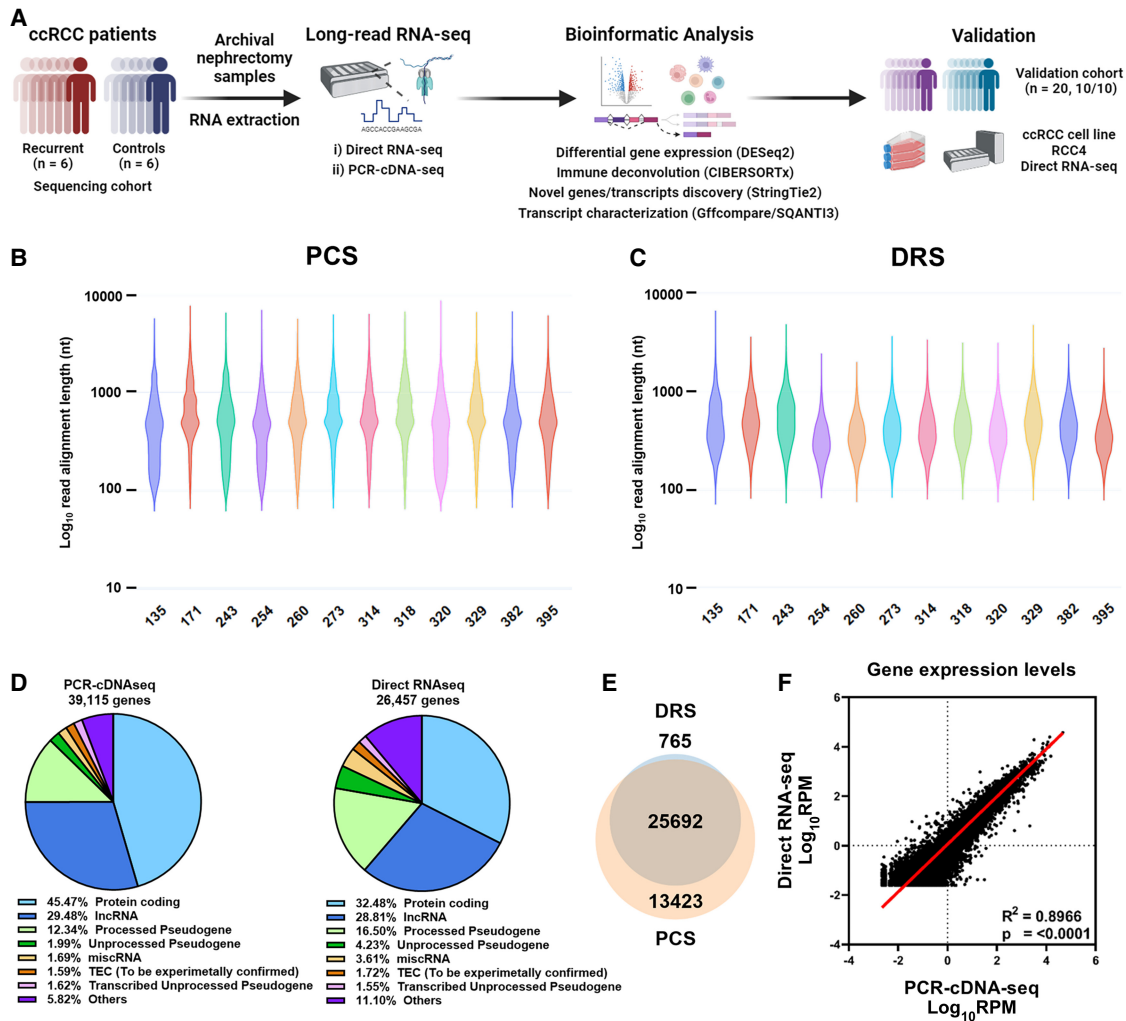 A
ccRCC patients
Recurrent
(n = 6)
Controls
(n = 6)
Sequencing cohort
Archival
nephrectomy
samples
RNA extraction
Long-read RNA-seq
AGCCACCGAAGCGA
i) Direct RNA-seq
ii) PCR-cDNA-seq
Bioinformatic Analysis
Differential gene expression (DESeq2)
Immune deconvolution (CIBERSORTx)
Novel genes/transcripts discovery (StringTie2)
Transcript characterization (Gffcompare/SQANTI3)
Validation
Validation cohort
(n = 20, 10/10)
ccRCC cell line
RCC4
Direct RNA-seq
B
PCS
Log10 read alignment length (nt)
10000
1000
100
10
135 171 243 254 260 273 314 318 320 329 382 395
C
DRS
Log10 read alignment length (nt)
10000
1000
100
10
135 171 243 254 260 273 314 318 320 329 382 395
D
PCR-cDNAseq
39,115 genes
45.47% Protein coding
29.48% lncRNA
12.34% Processed Pseudogene
1.99% Unprocessed Pseudogene
1.69% miscRNA
1.59% TEC (To be experimetally confirmed)
1.62% Transcribed Unprocessed Pseudogene
5.82% Others
Direct RNAseq
26,457 genes
32.48% Protein coding
28.81% lncRNA
16.50% Processed Pseudogene
4.23% Unprocessed Pseudogene
3.61% miscRNA
1.72% TEC (To be experimetally confirmed)
1.55% Transcribed Unprocessed Pseudogene
11.10% Others
E
DRS
765
25692
13423
PCS
F
Gene expression levels
Direct RNA-seq
Log10RPM
6
4
2
0
-2
-4
R2 = 0.8966
p = <0.0001
-4 -2 0 2 4 6
PCR-cDNA-seq
Log10RPM